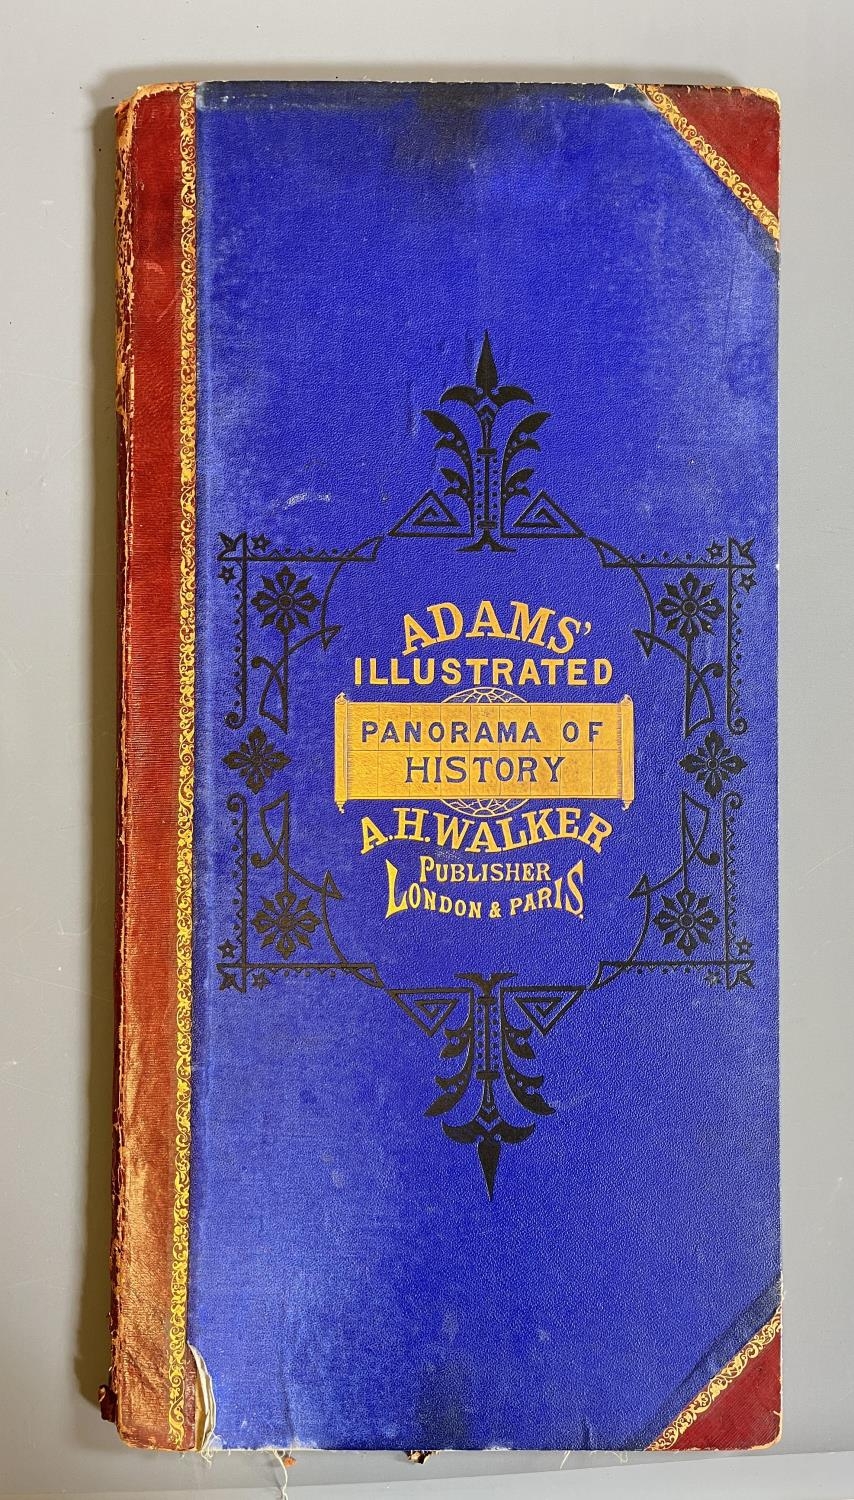 ADAMS'
ILLUSTRATED
PANORAMA OF
HISTORY
A.H.WALKER
PUBLISHER
LONDON & PARIS.